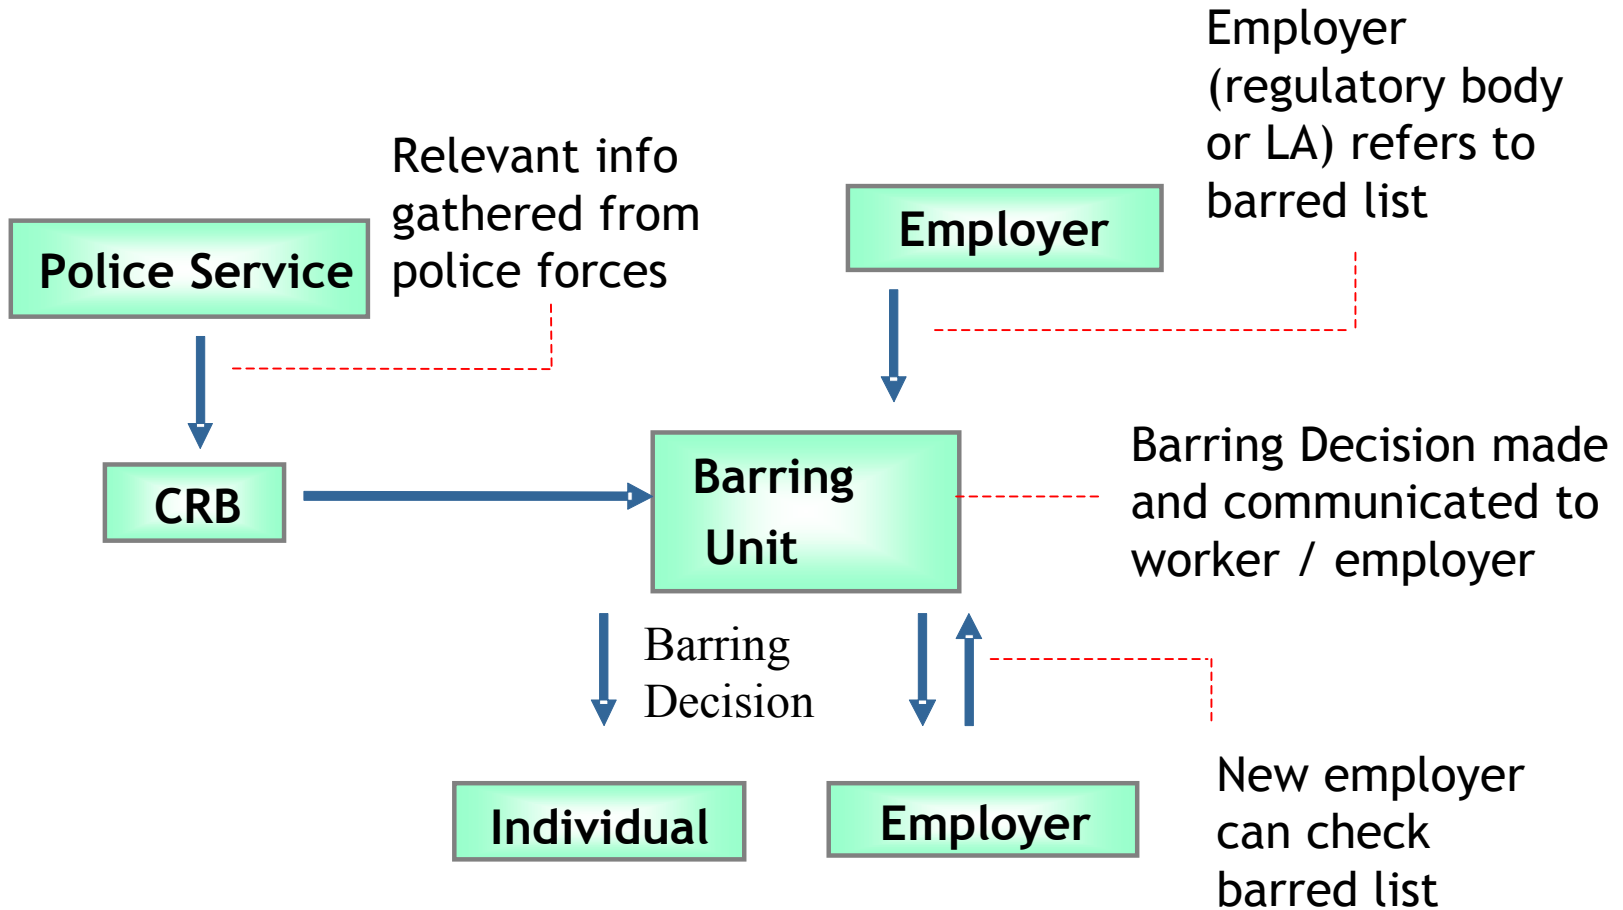 Employer
(regulatory body
or LA) refers to
barred list
Relevant info
gathered from
police forces
Employer
Police Service
Barring Decision made
and communicated to
worker / employer
Barring
Unit
CRB
Barring
Decision
New employer
can check
barred list
Individual
Employer